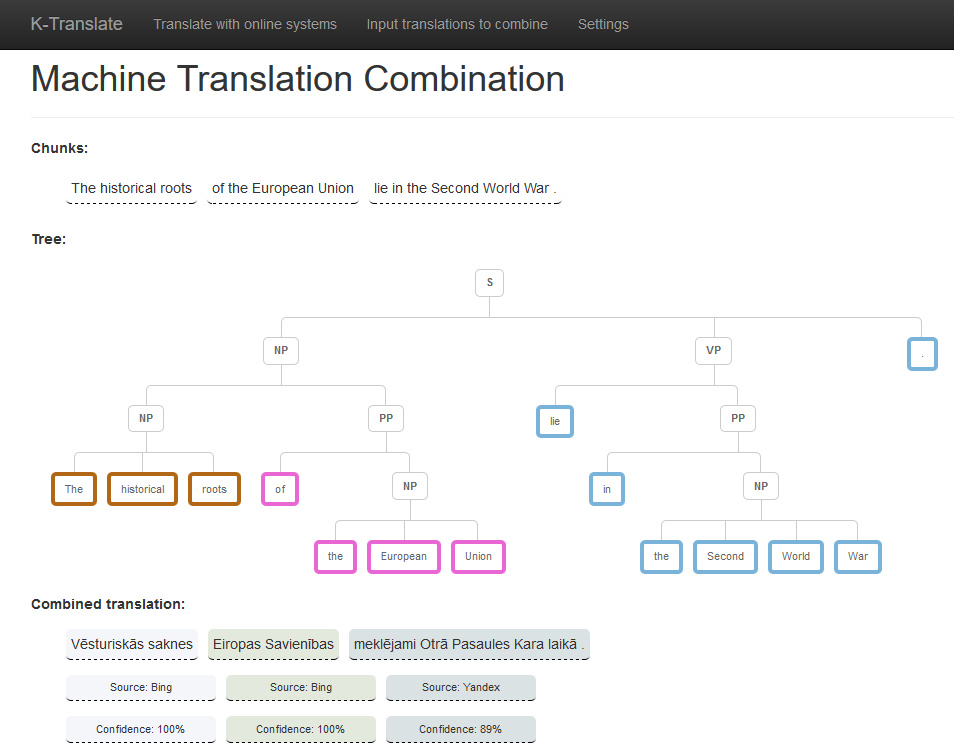 K-Translate Translate with online systems Input translations to combine Settings
Machine Translation Combination
Chunks:
The historical roots of the European Union lie in the Second World War .
Tree:
S
NP VP .
NP PP lie PP
The historical roots of NP in NP
the European Union the Second World War
Combined translation:
Vēsturiskās saknes Eiropas Savienības meklējami Otrā Pasaules Kara laikā .
Source: Bing Source: Bing Source: Yandex
Confidence: 100% Confidence: 100% Confidence: 89%